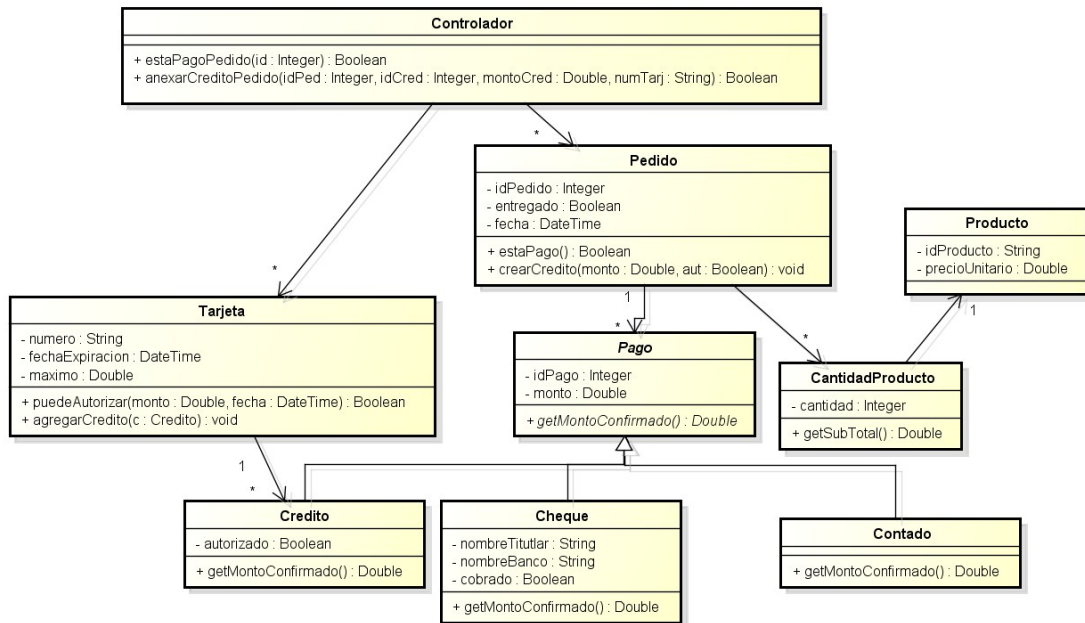 Controlador
+ estaPagoPedido(id : Integer) : Boolean
+ anexarCreditoPedido(idPed : Integer, idCred : Integer, montoCred : Double, numTarj : String) : Boolean
*
*
Pedido
- idPedido : Integer
- entregado : Boolean
- fecha : DateTime
+ estaPago() : Boolean
+ crearCredito(monto : Double, aut : Boolean) : void
Producto
- idProducto : String
- precioUnitario : Double
1
*
*
1
Tarjeta
- numero : String
- fechaExpiracion : DateTime
- maximo : Double
+ puedeAutorizar(monto : Double, fecha : DateTime) : Boolean
+ agregarCredito(c : Credito) : void
Pago
- idPago : Integer
- monto : Double
+ getMontoConfirmado() : Double
CantidadProducto
- cantidad : Integer
+ getSubTotal() : Double
1
*
Credito
- autorizado : Boolean
+ getMontoConfirmado() : Double
Cheque
- nombreTitutlar : String
- nombreBanco : String
- cobrado : Boolean
+ getMontoConfirmado() : Double
Contado
+ getMontoConfirmado() : Double